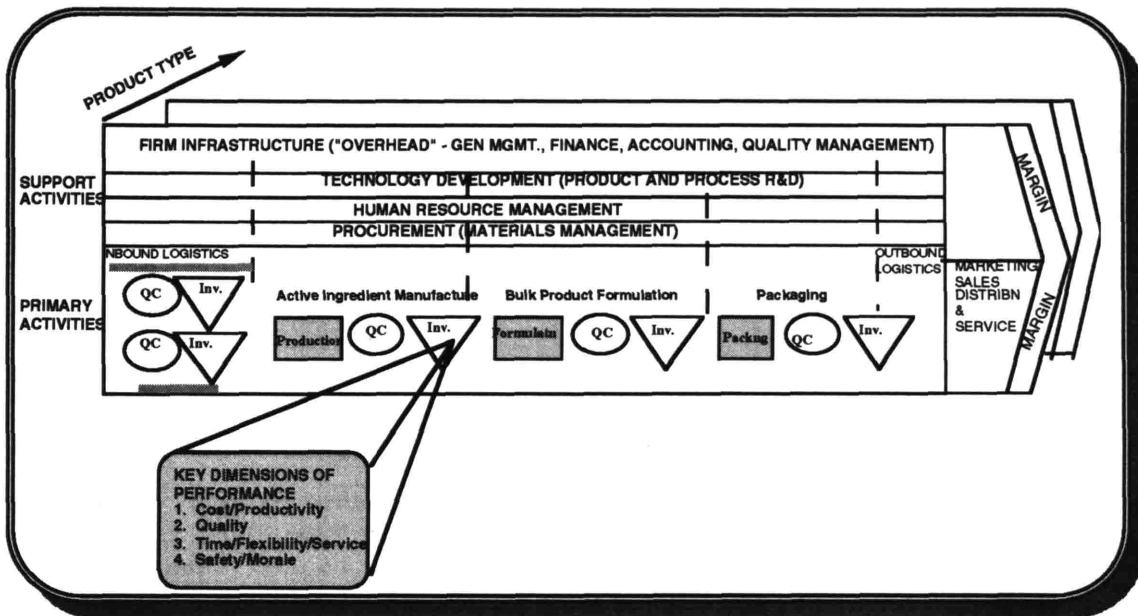 PRODUCT TYPE
FIRM INFRASTRUCTURE ("OVERHEAD" - GEN MGMT., FINANCE, ACCOUNTING, QUALITY MANAGEMENT)
SUPPORT
ACTIVITIES
TECHNOLOGY DEVELOPMENT (PRODUCT AND PROCESS R&D)
HUMAN RESOURCE MANAGEMENT
PROCUREMENT (MATERIALS MANAGEMENT)
MARGIN
NBOUND LOGISTICS
OUTBOUND
LOGISTICS
MARKETING
SALES
DISTRIBN
&
SERVICE
MARGIN
PRIMARY
ACTIVITIES
QC
Inv.
QC
Inv.
Active Ingredient Manufacture
Production
QC
Inv.
Bulk Product Formulation
Formulain
QC
Inv.
Packaging
Packng
QC
Inv.
KEY DIMENSIONS OF
PERFORMANCE
1. Cost/Productivity
2. Quality
3. Time/Flexibility/Service
4. Safety/Morale